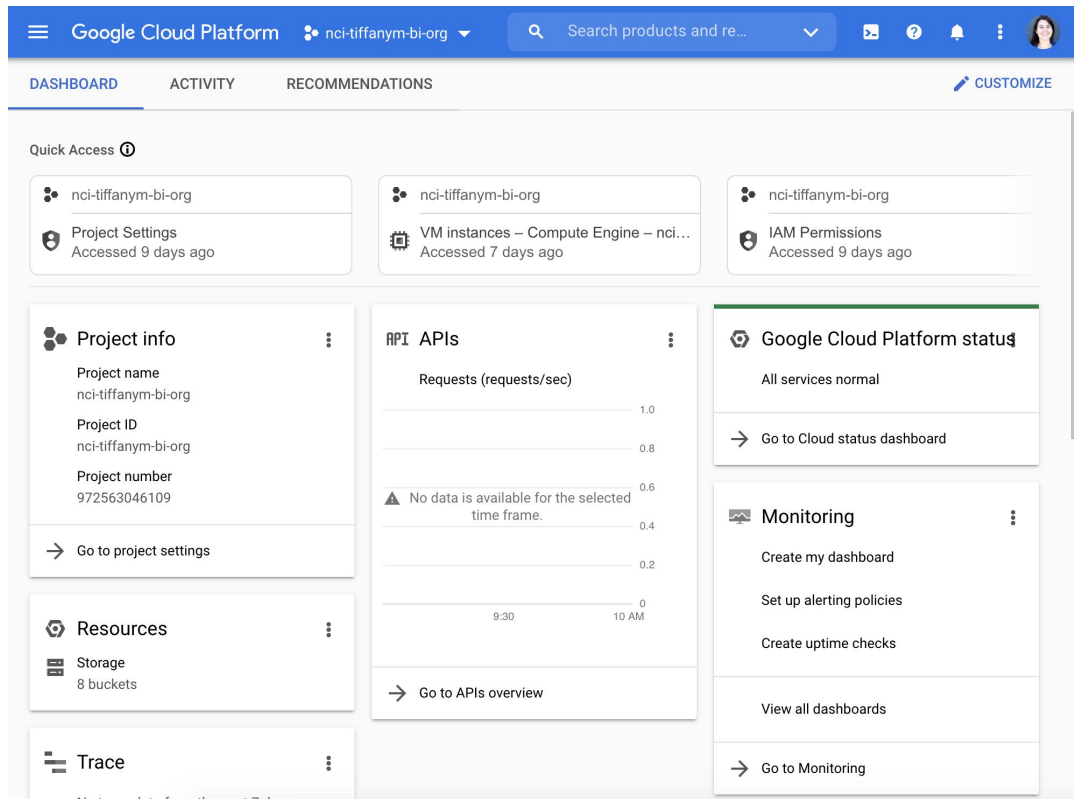 Google Cloud Platform
nci-tiffanym-bi-org
Search products and re...
DASHBOARD
ACTIVITY
RECOMMENDATIONS
CUSTOMIZE
Quick Access
nci-tiffanym-bi-org
Project Settings
Accessed 9 days ago
nci-tiffanym-bi-org
VM instances – Compute Engine – nci...
Accessed 7 days ago
nci-tiffanym-bi-org
IAM Permissions
Accessed 9 days ago
Project info
Project name
nci-tiffanym-bi-org
Project ID
nci-tiffanym-bi-org
Project number
972563046109
Go to project settings
Resources
Storage
8 buckets
Trace
API APIs
Requests (requests/sec)
1.0
0.8
0.6
No data is available for the selected
time frame.
0.4
0.2
0
9:30
10 AM
Go to APIs overview
Google Cloud Platform status
All services normal
Go to Cloud status dashboard
Monitoring
Create my dashboard
Set up alerting policies
Create uptime checks
View all dashboards
Go to Monitoring